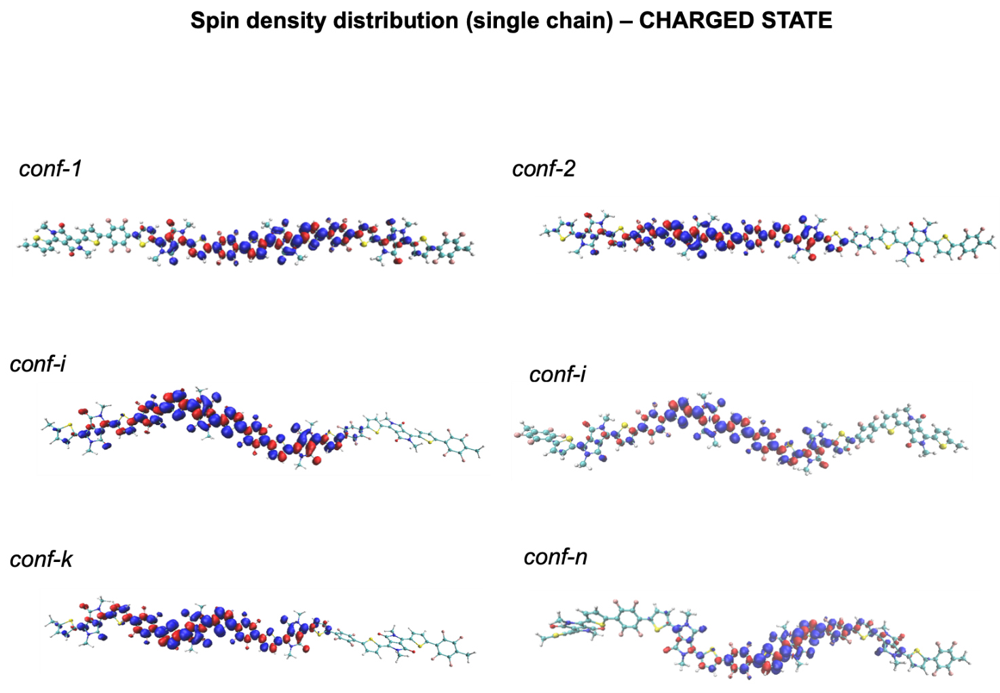 Spin density distribution (single chain) – CHARGED STATE
conf-1
conf-2
conf-i
conf-i
conf-k
conf-n